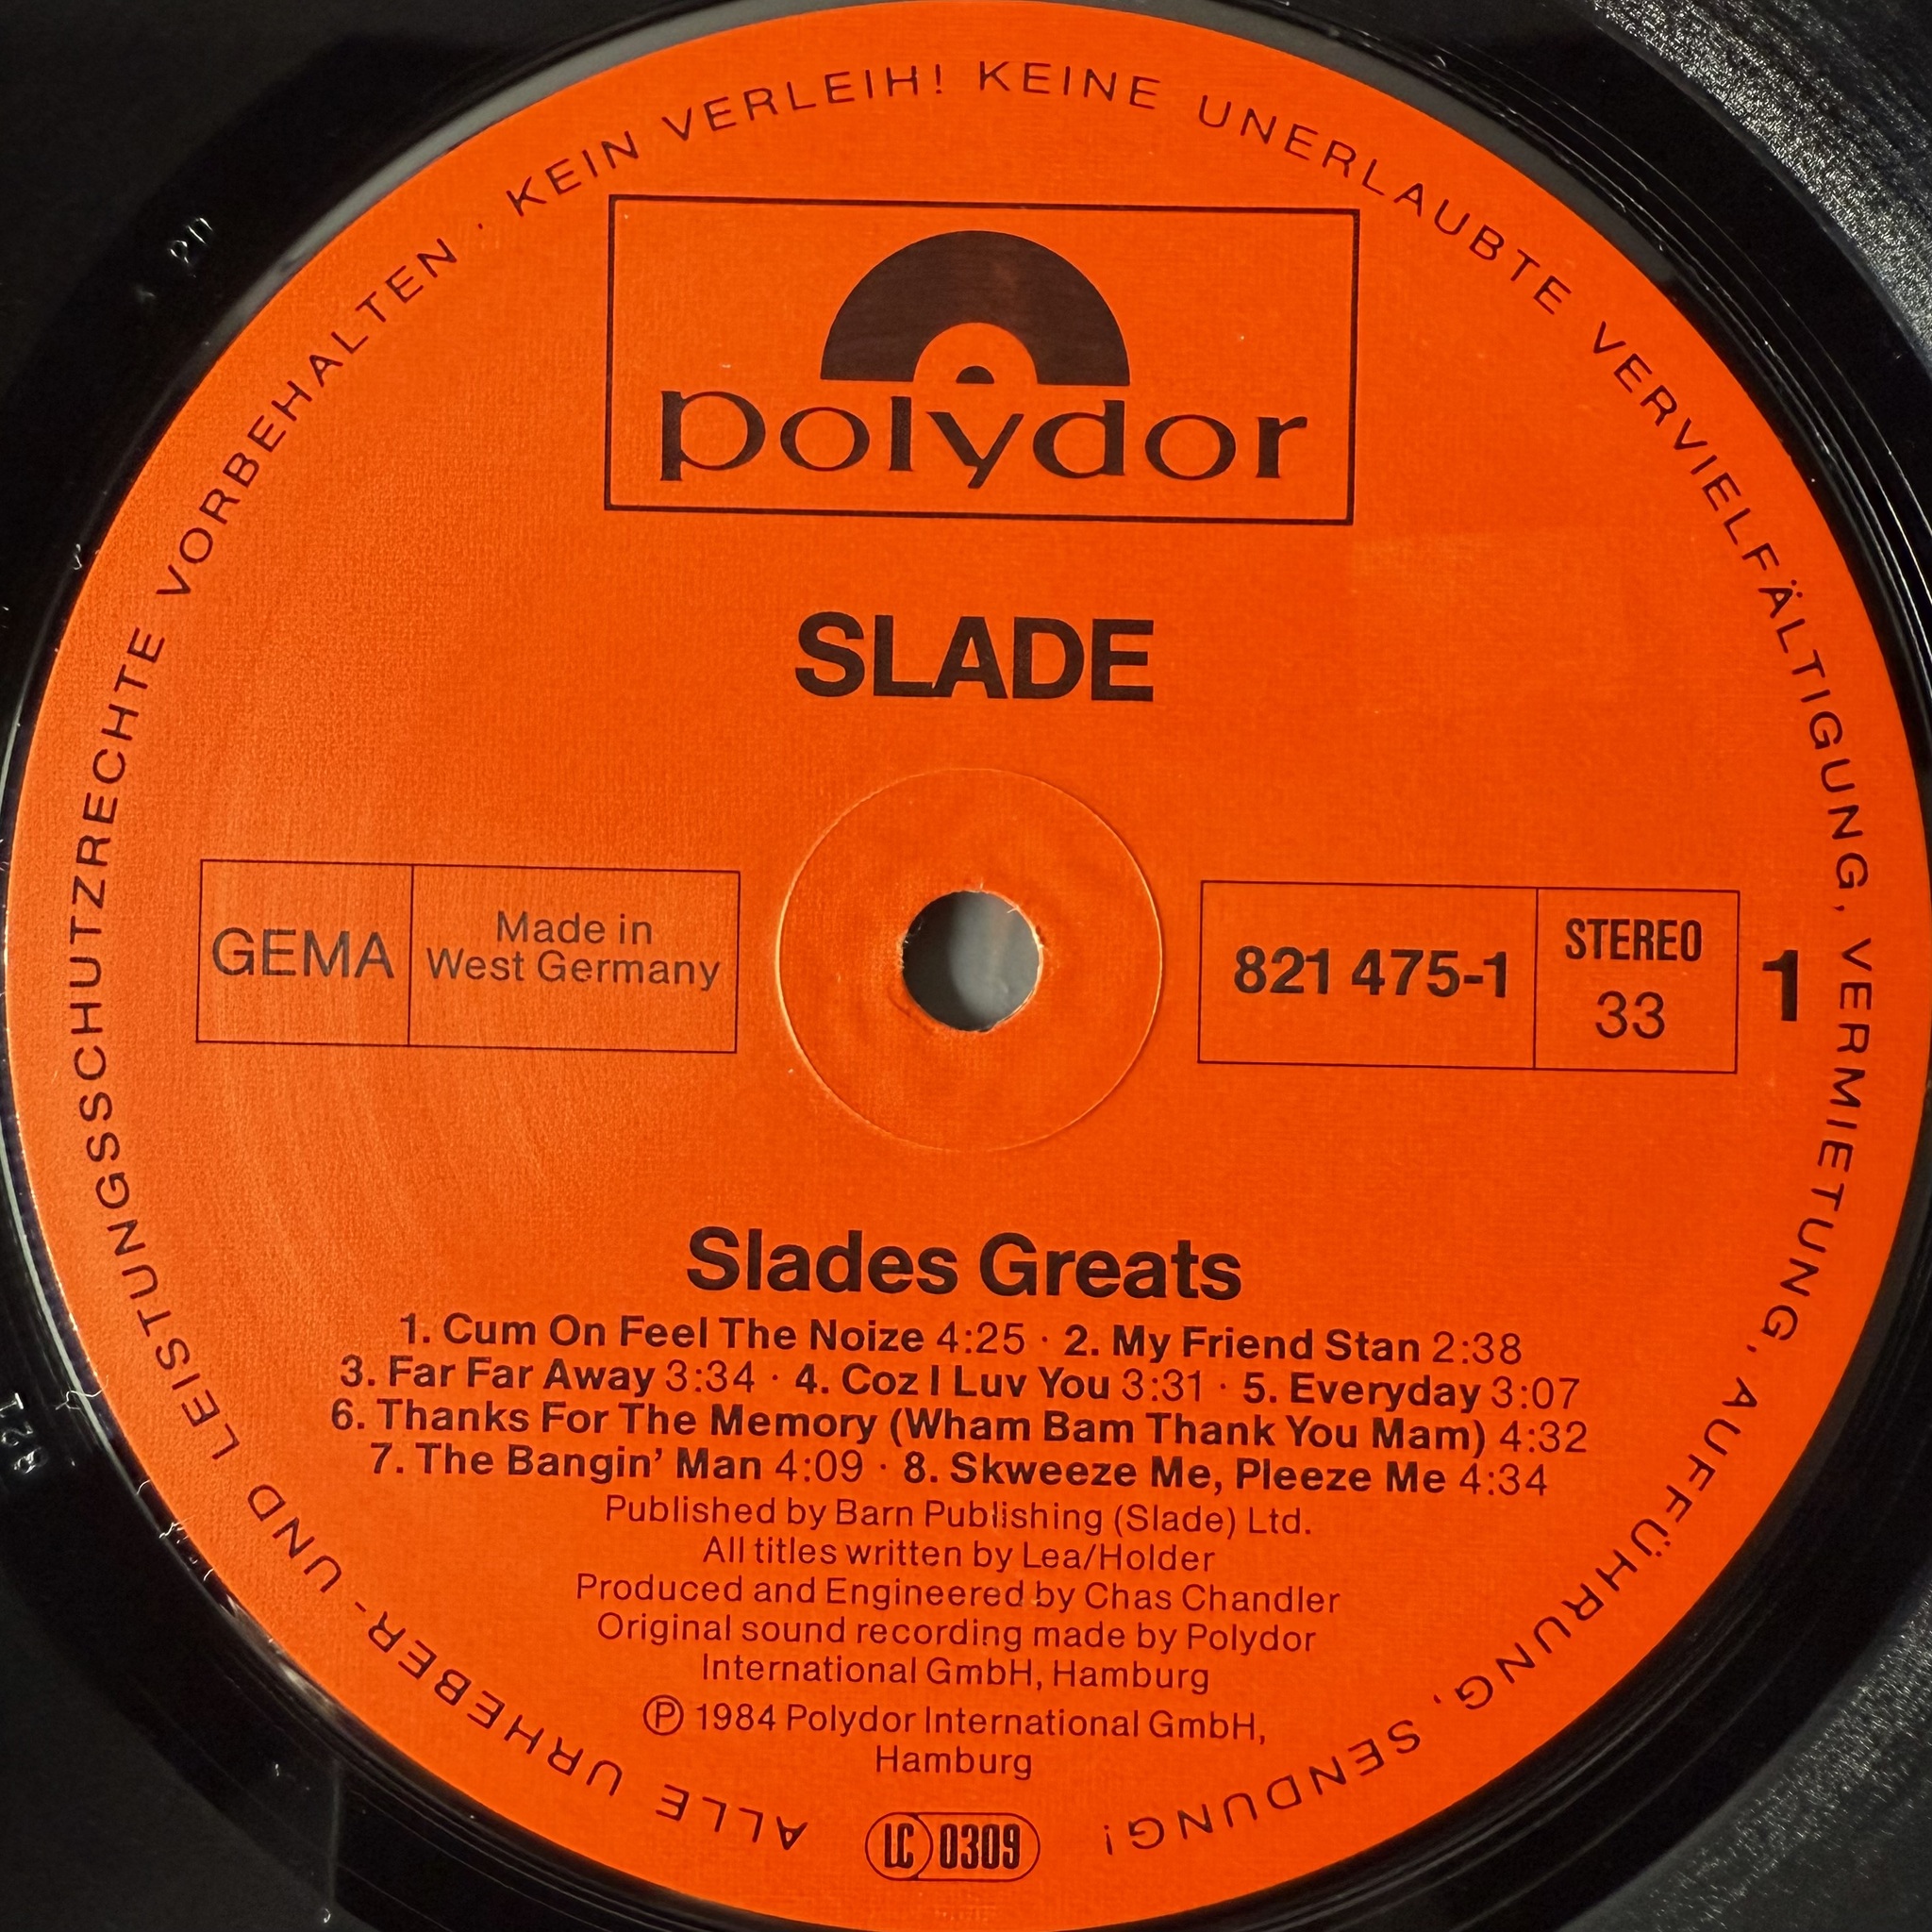 ALLE URHEBER- UND LEISTUNGSSCHUTZRECHTE VORBEHALTEN · KEIN VERLEIH! KEINE UNERLAUBTE VERVIELFÄLTIGUNG, VERMIETUNG, AUFFÜHRUNG, SENDUNG!
polydor
SLADE
GEMA
Made in
West Germany
821 475-1
STEREO
33
1
Slades Greats
1. Cum On Feel The Noize 4:25 · 2. My Friend Stan 2:38
3. Far Far Away 3:34 · 4. Coz I Luv You 3:31 · 5. Everyday 3:07
6. Thanks For The Memory (Wham Bam Thank You Mam) 4:32
7. The Bangin' Man 4:09 · 8. Skweeze Me, Pleeze Me 4:34
Published by Barn Publishing (Slade) Ltd.
All titles written by Lea/Holder
Produced and Engineered by Chas Chandler
Original sound recording made by Polydor
International GmbH, Hamburg
℗ 1984 Polydor International GmbH,
Hamburg
LC 0309